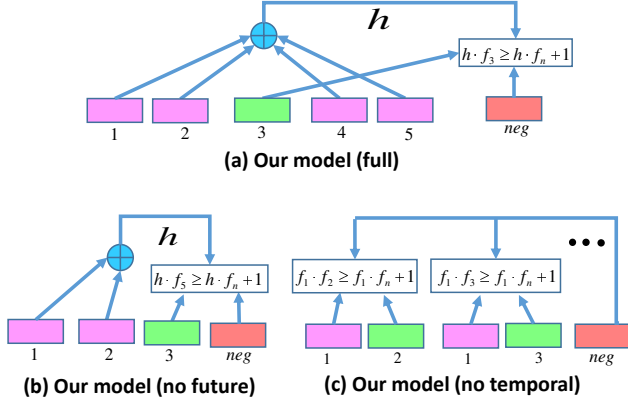 h
h · f₃ ≥ h · fₙ + 1
1 2 3 4 5 neg
(a) Our model (full)
h
h · f₅ ≥ h · fₙ + 1
1 2 3 neg
(b) Our model (no future)
•••
f₁ · f₂ ≥ f₁ · fₙ + 1 f₁ · f₃ ≥ f₁ · fₙ + 1
1 2 1 3 neg
(c) Our model (no temporal)